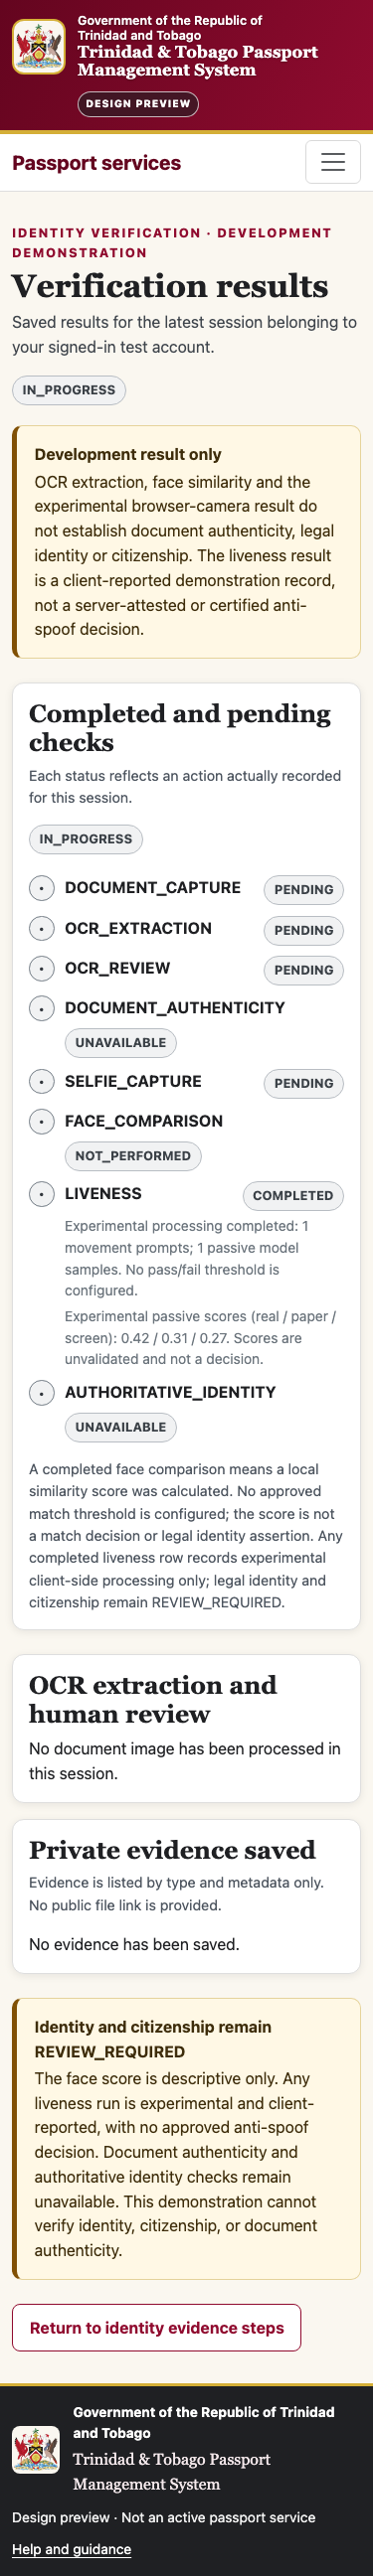 Government of the Republic of
Trinidad and Tobago
Trinidad & Tobago Passport
Management System
DESIGN PREVIEW
Passport services
IDENTITY VERIFICATION · DEVELOPMENT
DEMONSTRATION
Verification results
Saved results for the latest session belonging to
your signed-in test account.
IN_PROGRESS
Development result only
OCR extraction, face similarity and the
experimental browser-camera result do
not establish document authenticity, legal
identity or citizenship. The liveness result
is a client-reported demonstration record,
not a server-attested or certified anti-
spoof decision.
Completed and pending
checks
Each status reflects an action actually recorded
for this session.
IN_PROGRESS
DOCUMENT_CAPTURE PENDING
OCR_EXTRACTION PENDING
OCR_REVIEW PENDING
DOCUMENT_AUTHENTICITY
UNAVAILABLE
SELFIE_CAPTURE PENDING
FACE_COMPARISON
NOT_PERFORMED
LIVENESS COMPLETED
Experimental processing completed: 1
movement prompts; 1 passive model
samples. No pass/fail threshold is
configured.
Experimental passive scores (real / paper /
screen): 0.42 / 0.31 / 0.27. Scores are
unvalidated and not a decision.
AUTHORITATIVE_IDENTITY
UNAVAILABLE
A completed face comparison means a local
similarity score was calculated. No approved
match threshold is configured; the score is not
a match decision or legal identity assertion. Any
completed liveness row records experimental
client-side processing only; legal identity and
citizenship remain REVIEW_REQUIRED.
OCR extraction and
human review
No document image has been processed in
this session.
Private evidence saved
Evidence is listed by type and metadata only.
No public file link is provided.
No evidence has been saved.
Identity and citizenship remain
REVIEW_REQUIRED
The face score is descriptive only. Any
liveness run is experimental and client-
reported, with no approved anti-spoof
decision. Document authenticity and
authoritative identity checks remain
unavailable. This demonstration cannot
verify identity, citizenship, or document
authenticity.
Return to identity evidence steps
Government of the Republic of Trinidad
and Tobago
Trinidad & Tobago Passport
Management System
Design preview · Not an active passport service
Help and guidance